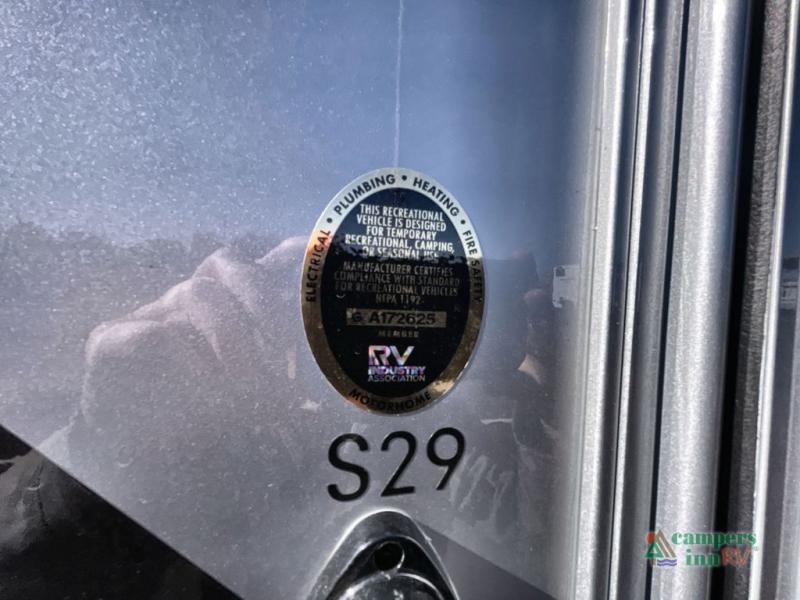 ELECTRICAL • PLUMBING • HEATING • FIRE SAFETY
THIS RECREATIONAL
VEHICLE IS DESIGNED
FOR TEMPORARY
RECREATIONAL, CAMPING,
OR SEASONAL USE.
MANUFACTURER CERTIFIES
COMPLIANCE WITH STANDARD
FOR RECREATIONAL VEHICLES
NFPA 1192
G A172625
MEMBER
RV
INDUSTRY
ASSOCIATION
MOTORHOME
S29
campers
inn RV